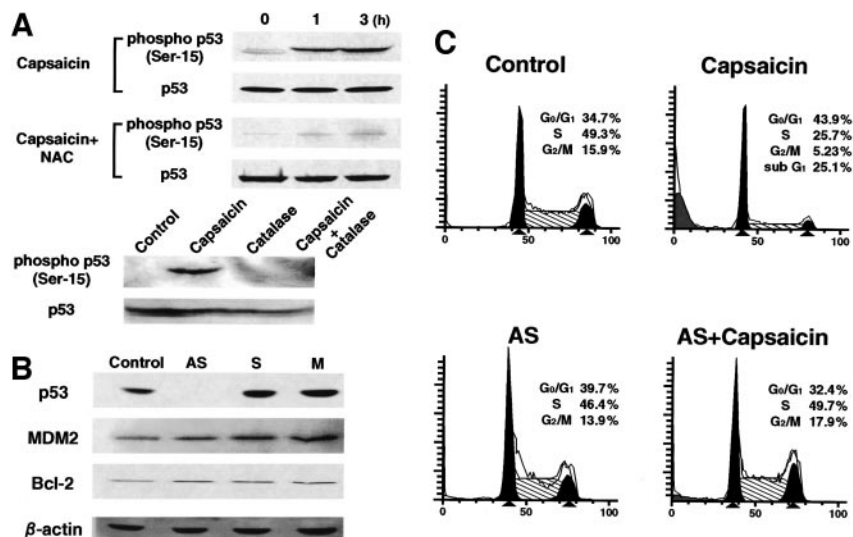 A
0 1 3 (h)
Capsaicin
phospho p53
(Ser-15)
p53
Capsaicin+
NAC
phospho p53
(Ser-15)
p53
Control
Capsaicin
Catalase
Capsaicin
+
Catalase
phospho p53
(Ser-15)
p53
B
Control AS S M
p53
MDM2
Bcl-2
β-actin
C
Control
G0/G1 34.7%
S 49.3%
G2/M 15.9%
0 50 100
Capsaicin
G0/G1 43.9%
S 25.7%
G2/M 5.23%
sub G1 25.1%
0 50 100
AS
G0/G1 39.7%
S 46.4%
G2/M 13.9%
0 50 100
AS+Capsaicin
G0/G1 32.4%
S 49.7%
G2/M 17.9%
0 50 100